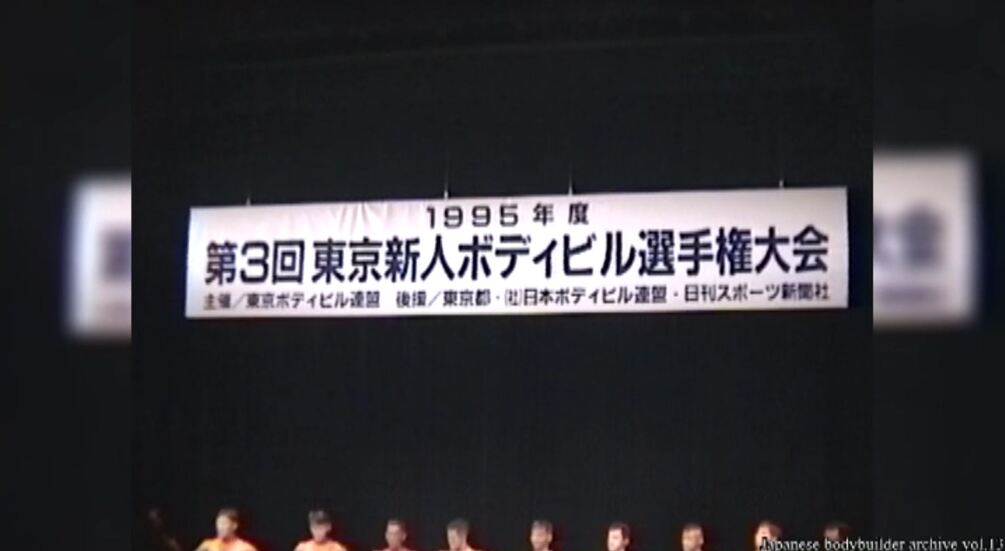 1995年度
第3回東京新人ボディビル選手権大会
主催／東京ボディビル連盟 後援／東京都・(社)日本ボディビル連盟・日刊スポーツ新聞社
Japanese bodybuilder archive vol.13